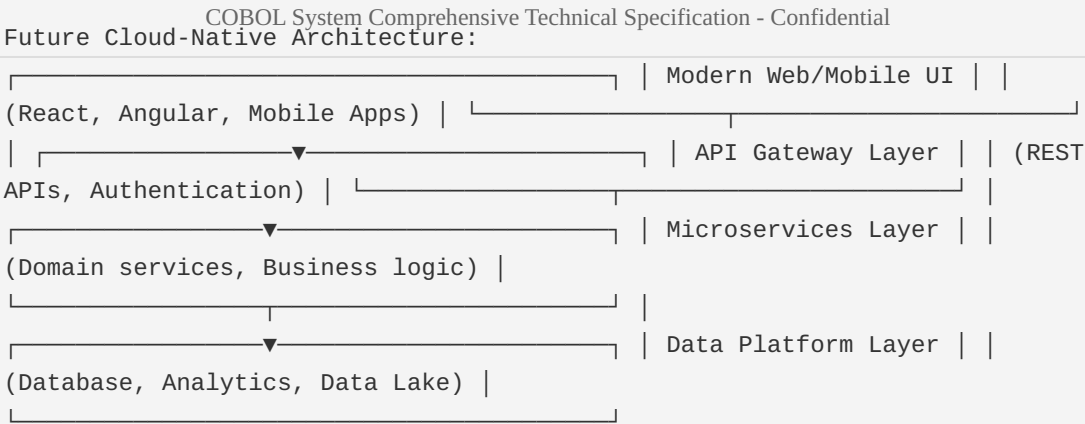 COBOL System Comprehensive Technical Specification - Confidential
Future Cloud-Native Architecture:
┌─────────────────────────────────────────┐ │ Modern Web/Mobile UI │ │
(React, Angular, Mobile Apps) │ └─────────────────┬───────────────────────┘
│ ┌─────────────────▼───────────────────────┐ │ API Gateway Layer │ │ (REST
APIs, Authentication) │ └─────────────────┬───────────────────────┘ │
┌─────────────────▼───────────────────────┐ │ Microservices Layer │ │
(Domain services, Business logic) │
└─────────────────┬───────────────────────┘ │
┌─────────────────▼───────────────────────┐ │ Data Platform Layer │ │
(Database, Analytics, Data Lake) │
└─────────────────────────────────────────┘